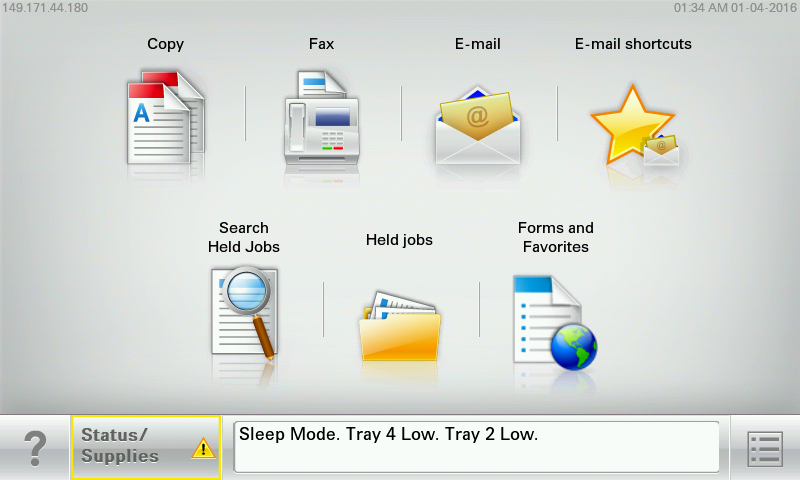 149.171.44.180
01:34 AM 01-04-2016
Copy
Fax
E-mail
E-mail shortcuts
A
@
@
Search
Held Jobs
Held jobs
Forms and
Favorites
?
Status/
Supplies
!
Sleep Mode. Tray 4 Low. Tray 2 Low.